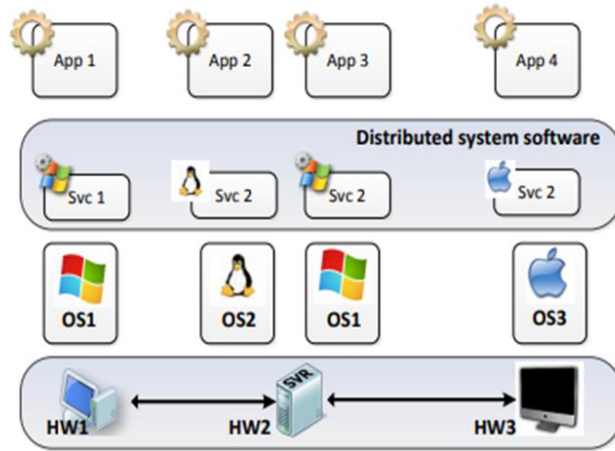 App 1
App 2
App 3
App 4
Distributed system software
Svc 1
Svc 2
Svc 2
Svc 2
OS1
OS2
OS1
OS3
SVR
HW1
HW2
HW3